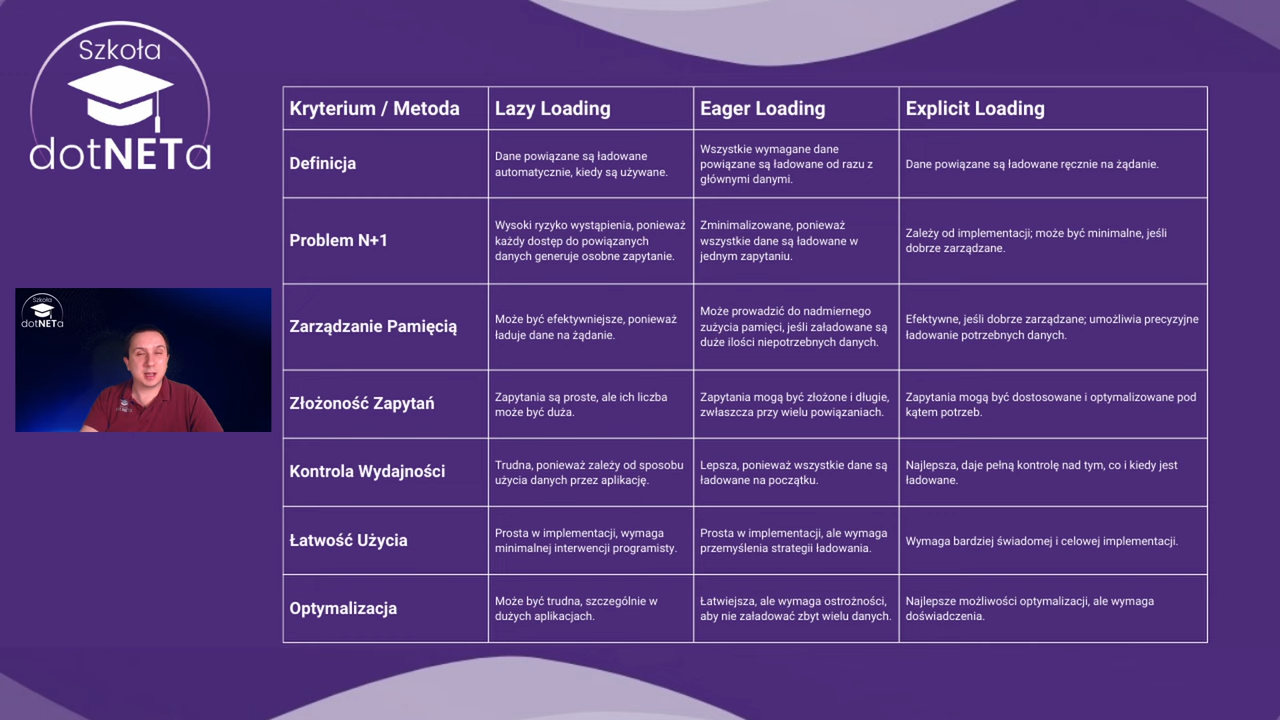 Szkoła
dotNETa
Kryterium / Metoda
Lazy Loading
Eager Loading
Explicit Loading
Definicja
Dane powiązane są ładowane
automatycznie, kiedy są używane.
Wszystkie wymagane dane
powiązane są ładowane od razu z
głównymi danymi.
Dane powiązane są ładowane ręcznie na żądanie.
Problem N+1
Wysoki ryzyko wystąpienia, ponieważ
każdy dostęp do powiązanych
danych generuje osobne zapytanie.
Zminimalizowane, ponieważ
wszystkie dane są ładowane w
jednym zapytaniu.
Zależy od implementacji; może być minimalne, jeśli
dobrze zarządzane.
Zarządzanie Pamięcią
Może być efektywniejsze, ponieważ
ładuje dane na żądanie.
Może prowadzić do nadmiernego
zużycia pamięci, jeśli załadowane są
duże ilości niepotrzebnych danych.
Efektywne, jeśli dobrze zarządzane; umożliwia precyzyjne
ładowanie potrzebnych danych.
Złożoność Zapytań
Zapytania są proste, ale ich liczba
może być duża.
Zapytania mogą być złożone i długie,
zwłaszcza przy wielu powiązaniach.
Zapytania mogą być dostosowane i optymalizowane pod
kątem potrzeb.
Kontrola Wydajności
Trudna, ponieważ zależy od sposobu
użycia danych przez aplikację.
Lepsza, ponieważ wszystkie dane są
ładowane na początku.
Najlepsza, daje pełną kontrolę nad tym, co i kiedy jest
ładowane.
Łatwość Użycia
Prosta w implementacji, wymaga
minimalnej interwencji programisty.
Prosta w implementacji, ale wymaga
przemyślenia strategii ładowania.
Wymaga bardziej świadomej i celowej implementacji.
Optymalizacja
Może być trudna, szczególnie w
dużych aplikacjach.
Łatwiejsza, ale wymaga ostrożności,
aby nie załadować zbyt wielu danych.
Najlepsze możliwości optymalizacji, ale wymaga
doświadczenia.
Szkoła
dotNETa